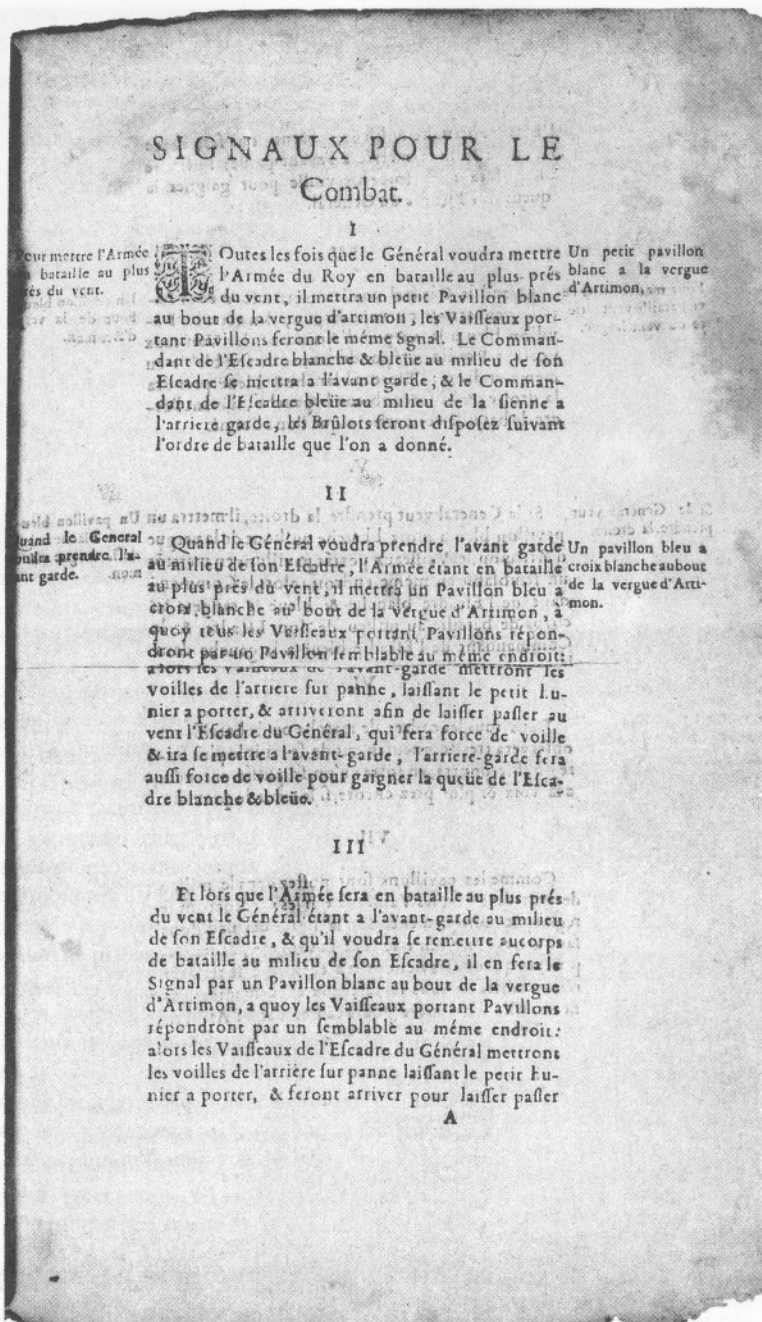 SIGNAUX POUR LE
Combat.
I
Pour mettre l'Armée
en bataille au plus
prés du vent.
TOutes les fois que le Général voudra mettre
l'Armée du Roy en bataille au plus prés
du vent, il mettra un petit Pavillon blanc
au bout de la vergue d'artimon, les Vaiſſeaux por-
tant Pavillons feront le méme Sgnal. Le Comman-
dant de l'Eſcadre blanche & bleüe au milieu de ſon
Eſcadre ſe mettra a l'avant garde, & le Comman-
dant de l'Eſcadre bleüe au milieu de la ſienne a
l'arriere garde, les Brûlots ſeront diſpoſez ſuivant
l'ordre de bataille que l'on a donné.
Un petit pavillon
blanc a la vergue
d'Artimon,
II
Quand le General
voudra prendre l'a-
vant garde.
Quand le Général voudra prendre l'avant garde
au milieu de ſon Eſcadre, l'Armée étant en bataille
au plus prés du vent, il mettra un Pavillon bleu a
croix blanche au bout de la vergue d'Artimon, à
quoy tous les Vaiſſeaux portant Pavillons répon-
dront par un Pavillon ſemblable au méme endroit:
alors les Vaiſſeaux de l'avant-garde mettront les
voilles de l'arriere ſur panne, laiſſant le petit Hu-
nier a porter, & arriveront afin de laiſſer paſſer au
vent l'Eſcadre du Général, qui fera force de voille
& ira ſe mettre a l'avant-garde, l'arriere-garde fera
auſſi force de voille pour gaigner la queüe de l'Eſca-
dre blanche & bleüe.
Un pavillon bleu a
croix blanche au bout
de la vergue d'Arti-
mon.
III
Et lors que l'Armée ſera en bataille au plus prés
du vent le Général étant a l'avant-garde au milieu
de ſon Eſcadre, & qu'il voudra ſe remettre au corps
de bataille au milieu de ſon Eſcadre, il en fera le
Signal par un Pavillon blanc au bout de la vergue
d'Artimon, a quoy les Vaiſſeaux portant Pavillons
répondront par un ſemblable au méme endroit:
alors les Vaiſſeaux de l'Eſcadre du Général mettront
les voilles de l'arrière ſur panne laiſſant le petit Hu-
nier a porter, & feront arriver pour laiſſer paſſer
A